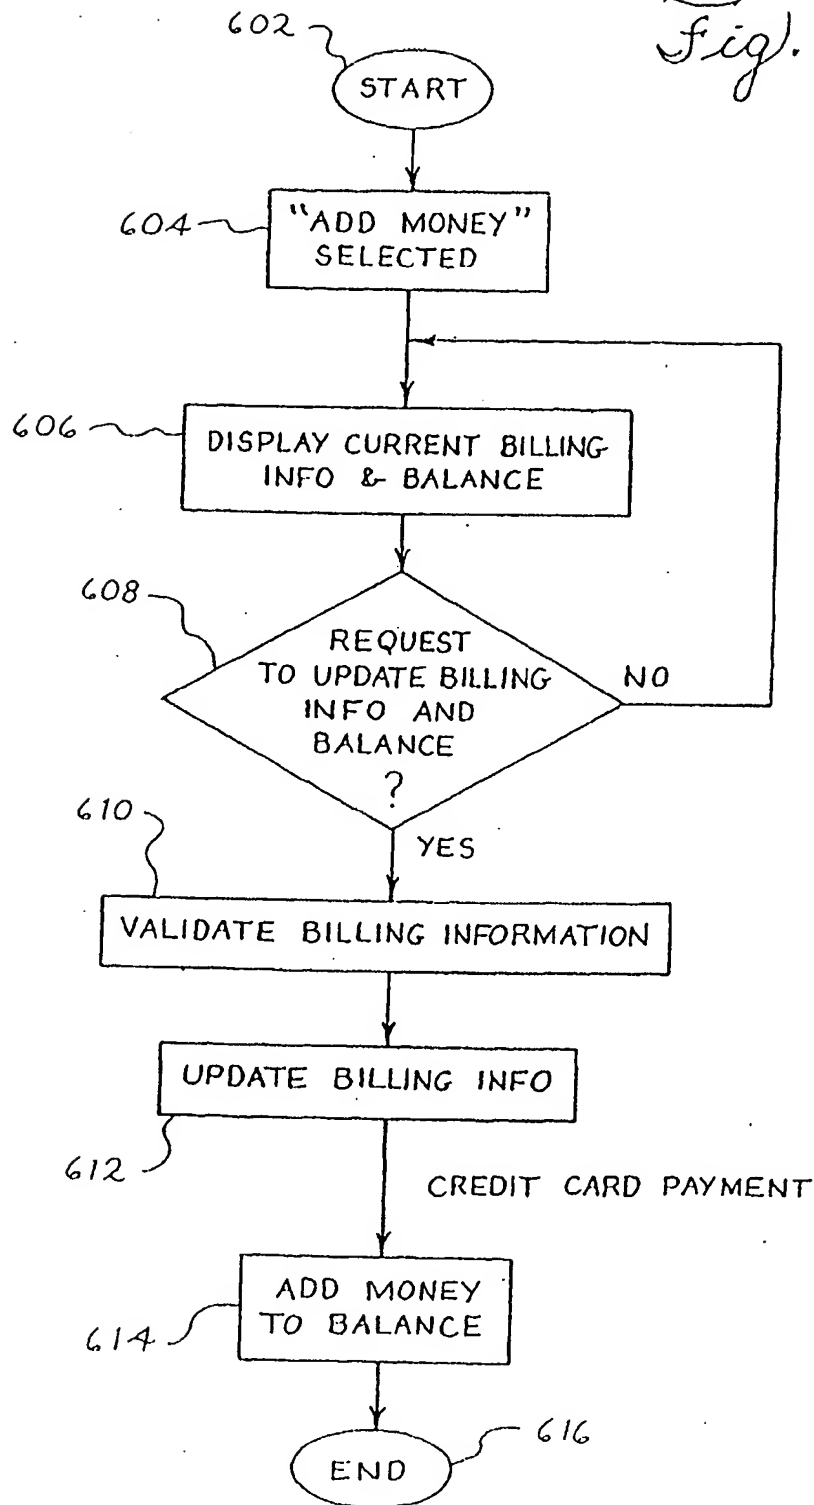 Fig.
602
START
604
"ADD MONEY"
SELECTED
606
DISPLAY CURRENT BILLING
INFO & BALANCE
608
REQUEST
TO UPDATE BILLING
INFO AND
BALANCE
?
NO
YES
610
VALIDATE BILLING INFORMATION
UPDATE BILLING INFO
612
CREDIT CARD PAYMENT
ADD MONEY
TO BALANCE
614
616
END